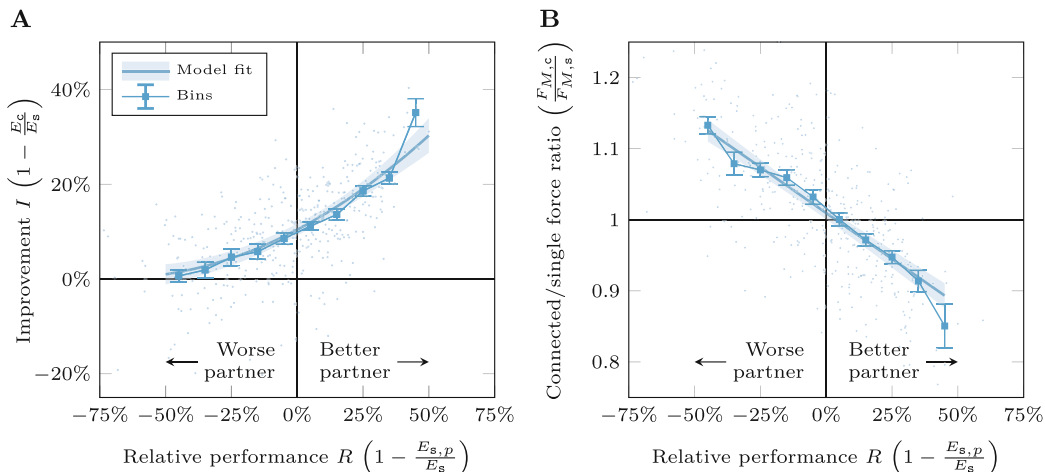 A
Improvement I (1 − E_c/E_s)
40%
20%
0%
−20%
Model fit
Bins
Worse partner
Better partner
−75% −50% −25% 0% 25% 50% 75%
Relative performance R (1 − E_s,p/E_s)
B
Connected/single force ratio (F_M,c/F_M,s)
1.2
1.1
1
0.9
0.8
Worse partner
Better partner
−75% −50% −25% 0% 25% 50% 75%
Relative performance R (1 − E_s,p/E_s)